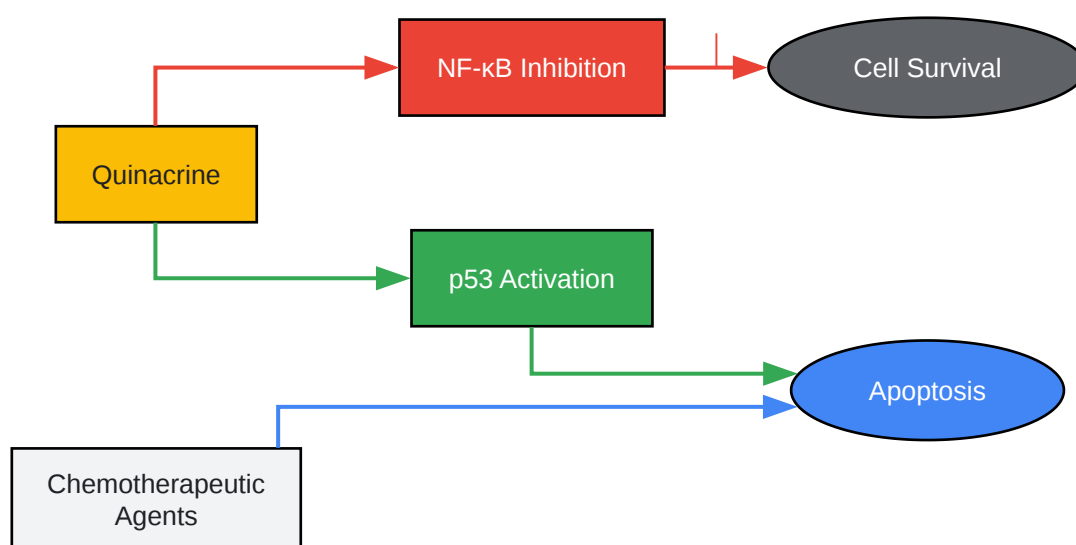 NF-κB Inhibition
Cell Survival
Quinacrine
p53 Activation
Apoptosis
Chemotherapeutic
Agents